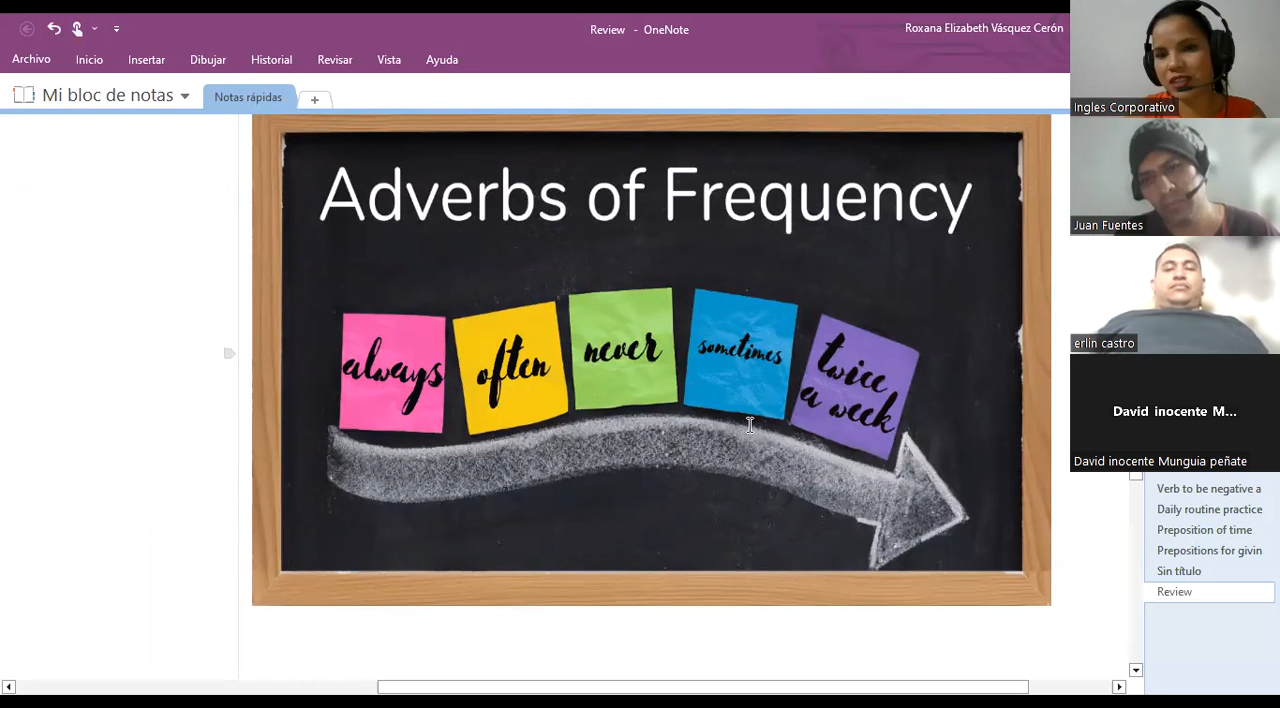 Review - OneNote
Roxana Elizabeth Vásquez Cerón
Archivo
Inicio
Insertar
Dibujar
Historial
Revisar
Vista
Ayuda
Mi bloc de notas
Notas rápidas
Adverbs of Frequency
always
often
never
sometimes
twice
a week
Ingles Corporativo
Juan Fuentes
erlin castro
David inocente M...
David inocente Munguia peñate
Verb to be negative a
Daily routine practice
Preposition of time
Prepositions for givin
Sin título
Review